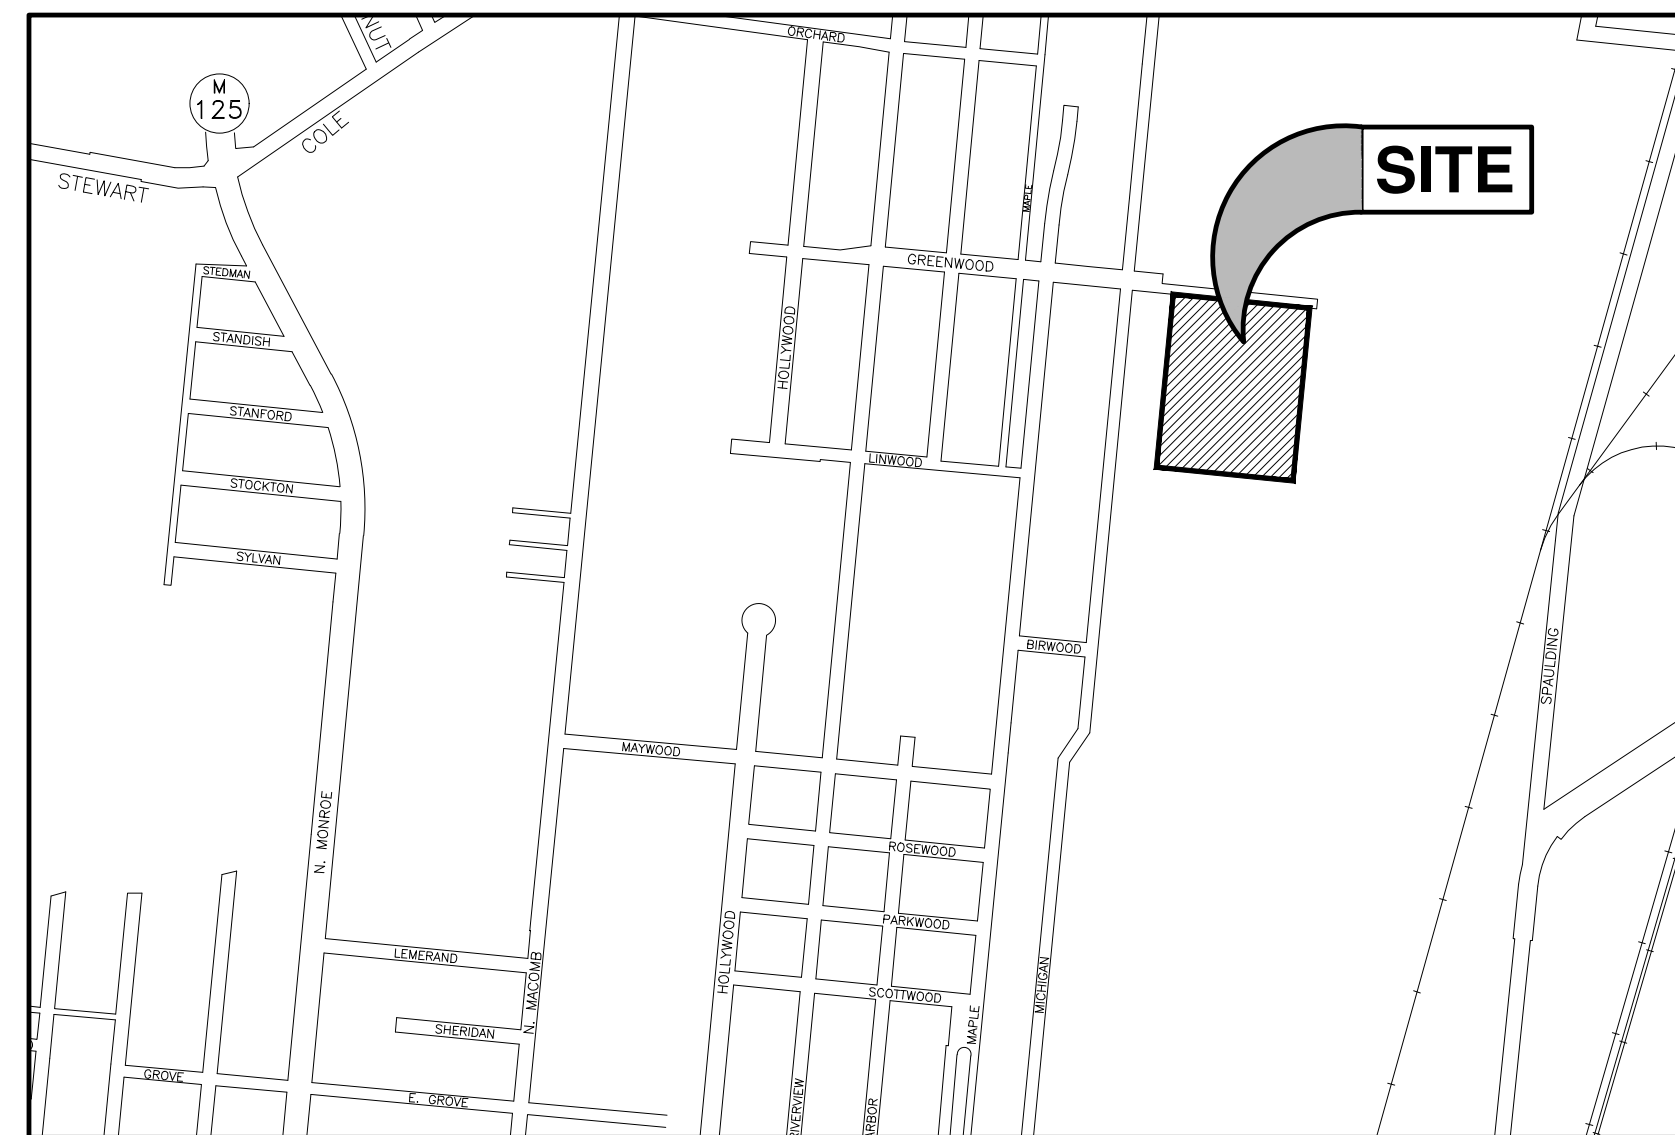 ORCHARD
NUT
M
125
COLE
STEWART
SITE
MAPLE
GREENWOOD
STEDMAN
STANDISH
HOLLYWOOD
STANFORD
LINWOOD
STOCKTON
SYLVAN
BIRWOOD
SPAULDING
MAYWOOD
N. MONROE
ROSEWOOD
PARKWOOD
HOLLYWOOD
LEMERAND
N. MACOMB
MICHIGAN
SCOTTWOOD
MAPLE
SHERIDAN
GROVE
E. GROVE
RIVERVIEW
ARBOR